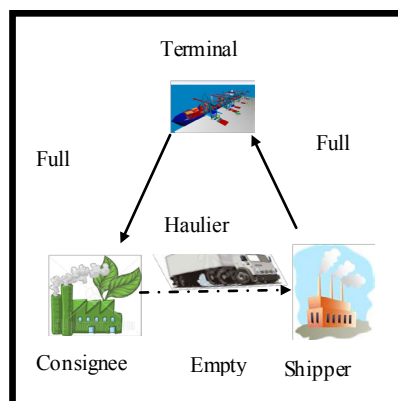 Terminal
Full
Full
Haulier
Consignee
Empty
Shipper